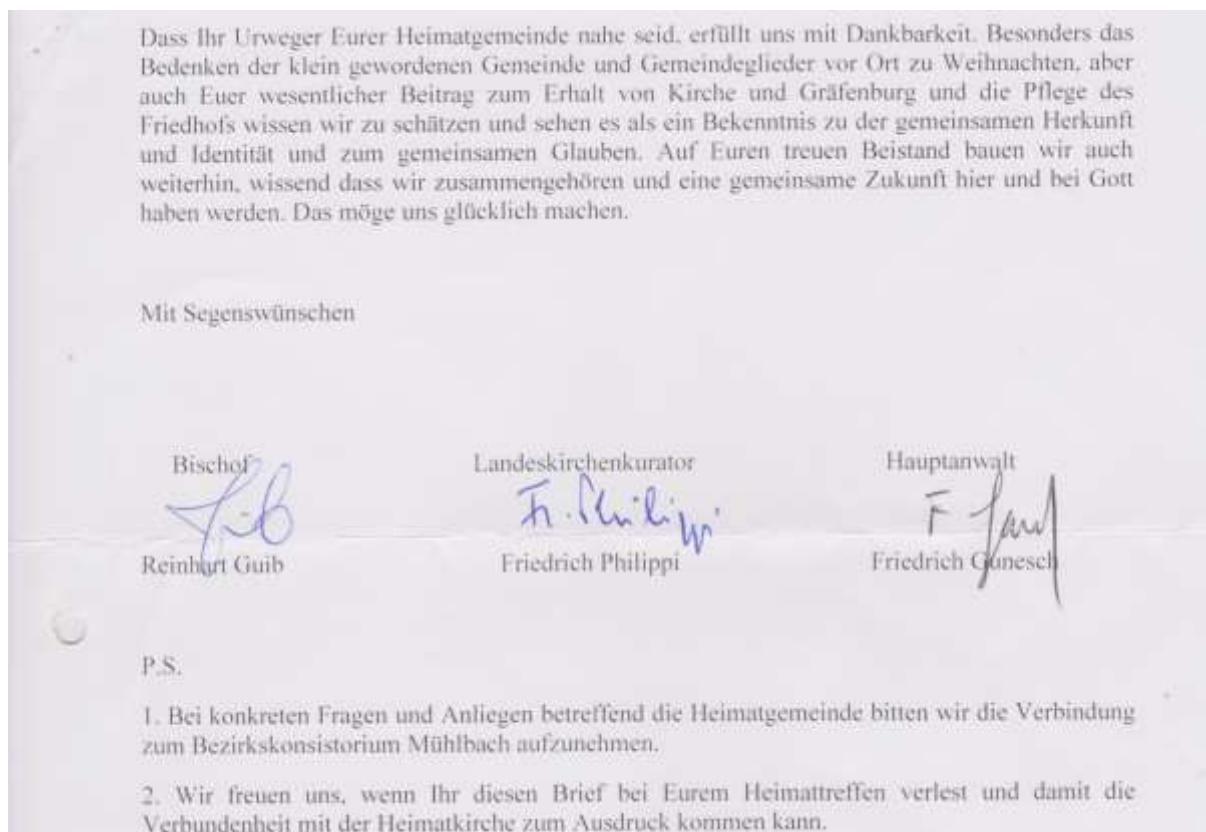 Dass Ihr Urweger Eurer Heimatgemeinde nahe seid, erfüllt uns mit Dankbarkeit. Besonders das
Bedenken der klein gewordenen Gemeinde und Gemeindeglieder vor Ort zu Weihnachten, aber
auch Euer wesentlicher Beitrag zum Erhalt von Kirche und Gräfenburg und die Pflege des
Friedhofs wissen wir zu schätzen und sehen es als ein Bekenntnis zu der gemeinsamen Herkunft
und Identität und zum gemeinsamen Glauben. Auf Euren treuen Beistand bauen wir auch
weiterhin, wissend dass wir zusammengehören und eine gemeinsame Zukunft hier und bei Gott
haben werden. Das möge uns glücklich machen.
Mit Segenswünschen
Bischof Landeskirchenkurator Hauptanwalt
Fr. Philippi
Reinhart Guib Friedrich Philippi Friedrich Gunesch
P.S.
1. Bei konkreten Fragen und Anliegen betreffend die Heimatgemeinde bitten wir die Verbindung
zum Bezirkskonsistorium Mühlbach aufzunehmen.
2. Wir freuen uns, wenn Ihr diesen Brief bei Eurem Heimattreffen verlest und damit die
Verbundenheit mit der Heimatkirche zum Ausdruck kommen kann.